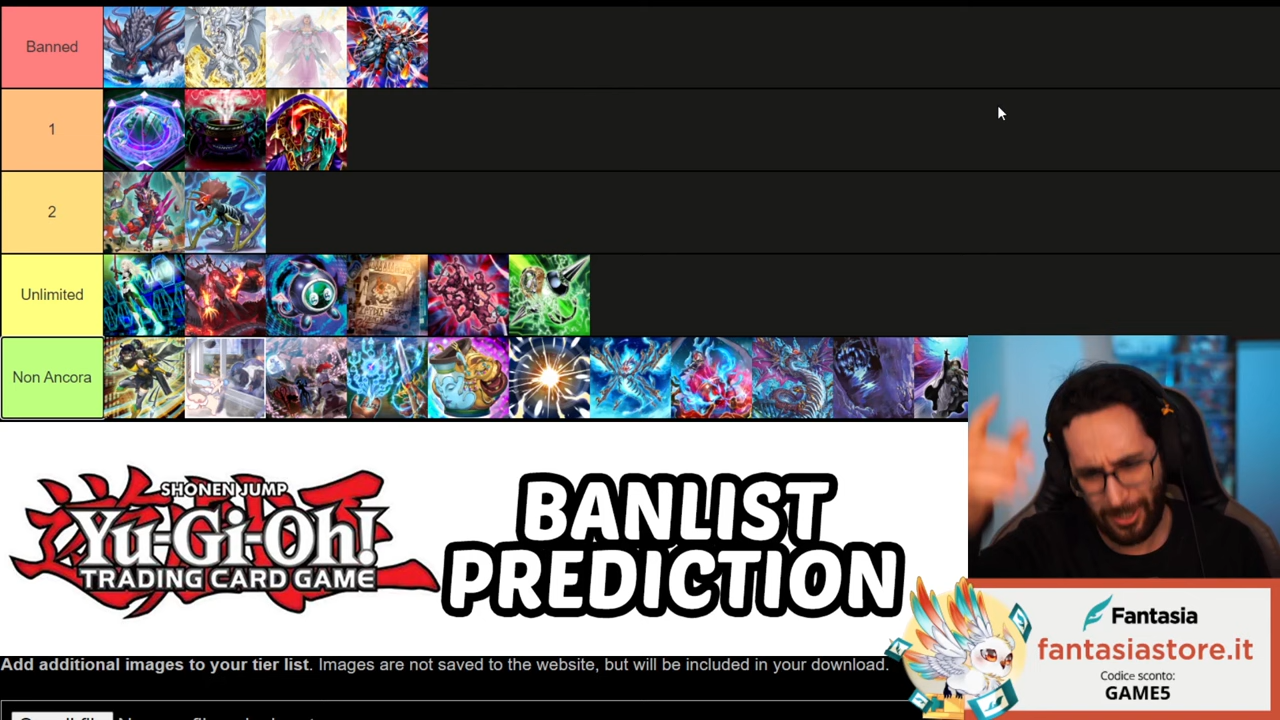 Banned
1
2
Unlimited
Non Ancora
SHONEN JUMP
Yu-Gi-Oh!
TRADING CARD GAME
BANLIST
PREDICTION
Add additional images to your tier list. Images are not saved to the website, but will be included in your download.
Fantasia
fantasiastore.it
Codice sconto:
GAME5